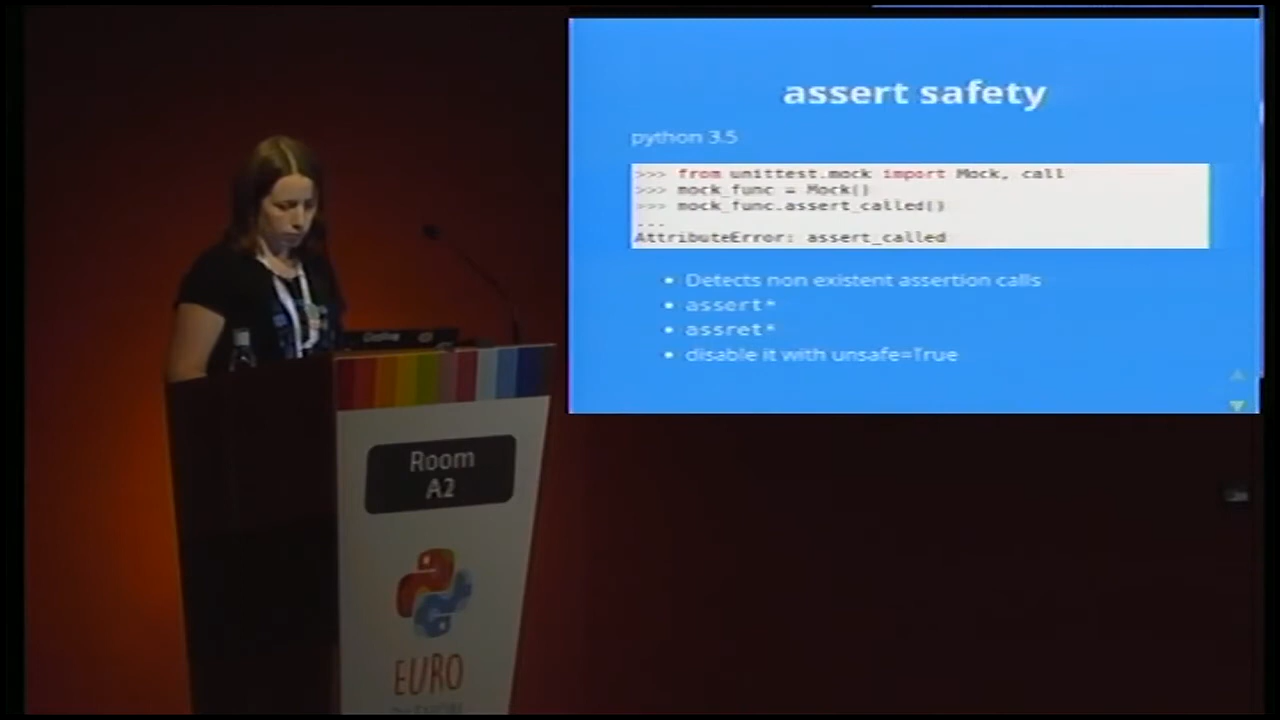 assert safety
python 3.5
>>> from unittest.mock import Mock, call
>>> mock_func = Mock()
>>> mock_func.assert_called()
...
AttributeError: assert_called
• Detects non existent assertion calls
• assert*
• assret*
• disable it with unsafe=True
Room
A2
EURO